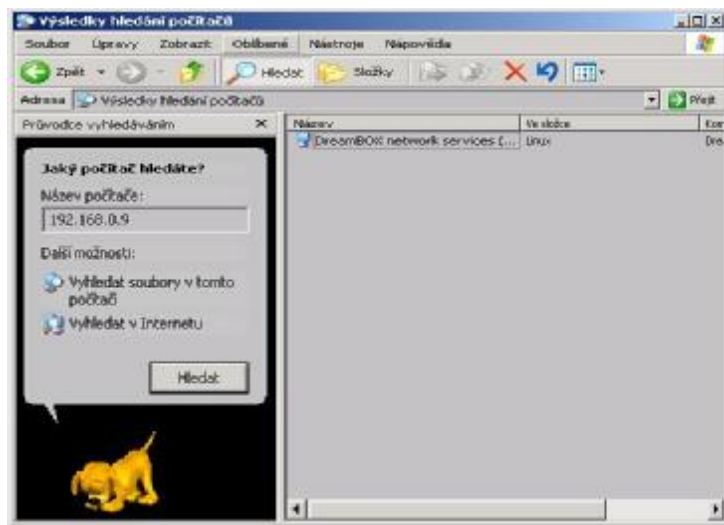 Výsledky hledání počítačů
Soubor Úpravy Zobrazit Oblíbené Nástroje Nápověda
Zpět Hledat Složky
Adresa Výsledky hledání počítačů Přejít
Průvodce vyhledáváním
Název Ve složce Kom
DreamBOX network services (... Linux Dre
Jaký počítač hledáte?
Název počítače:
192.168.0.9
Další možnosti:
Vyhledat soubory v tomto
počítači
Vyhledat v Internetu
Hledat